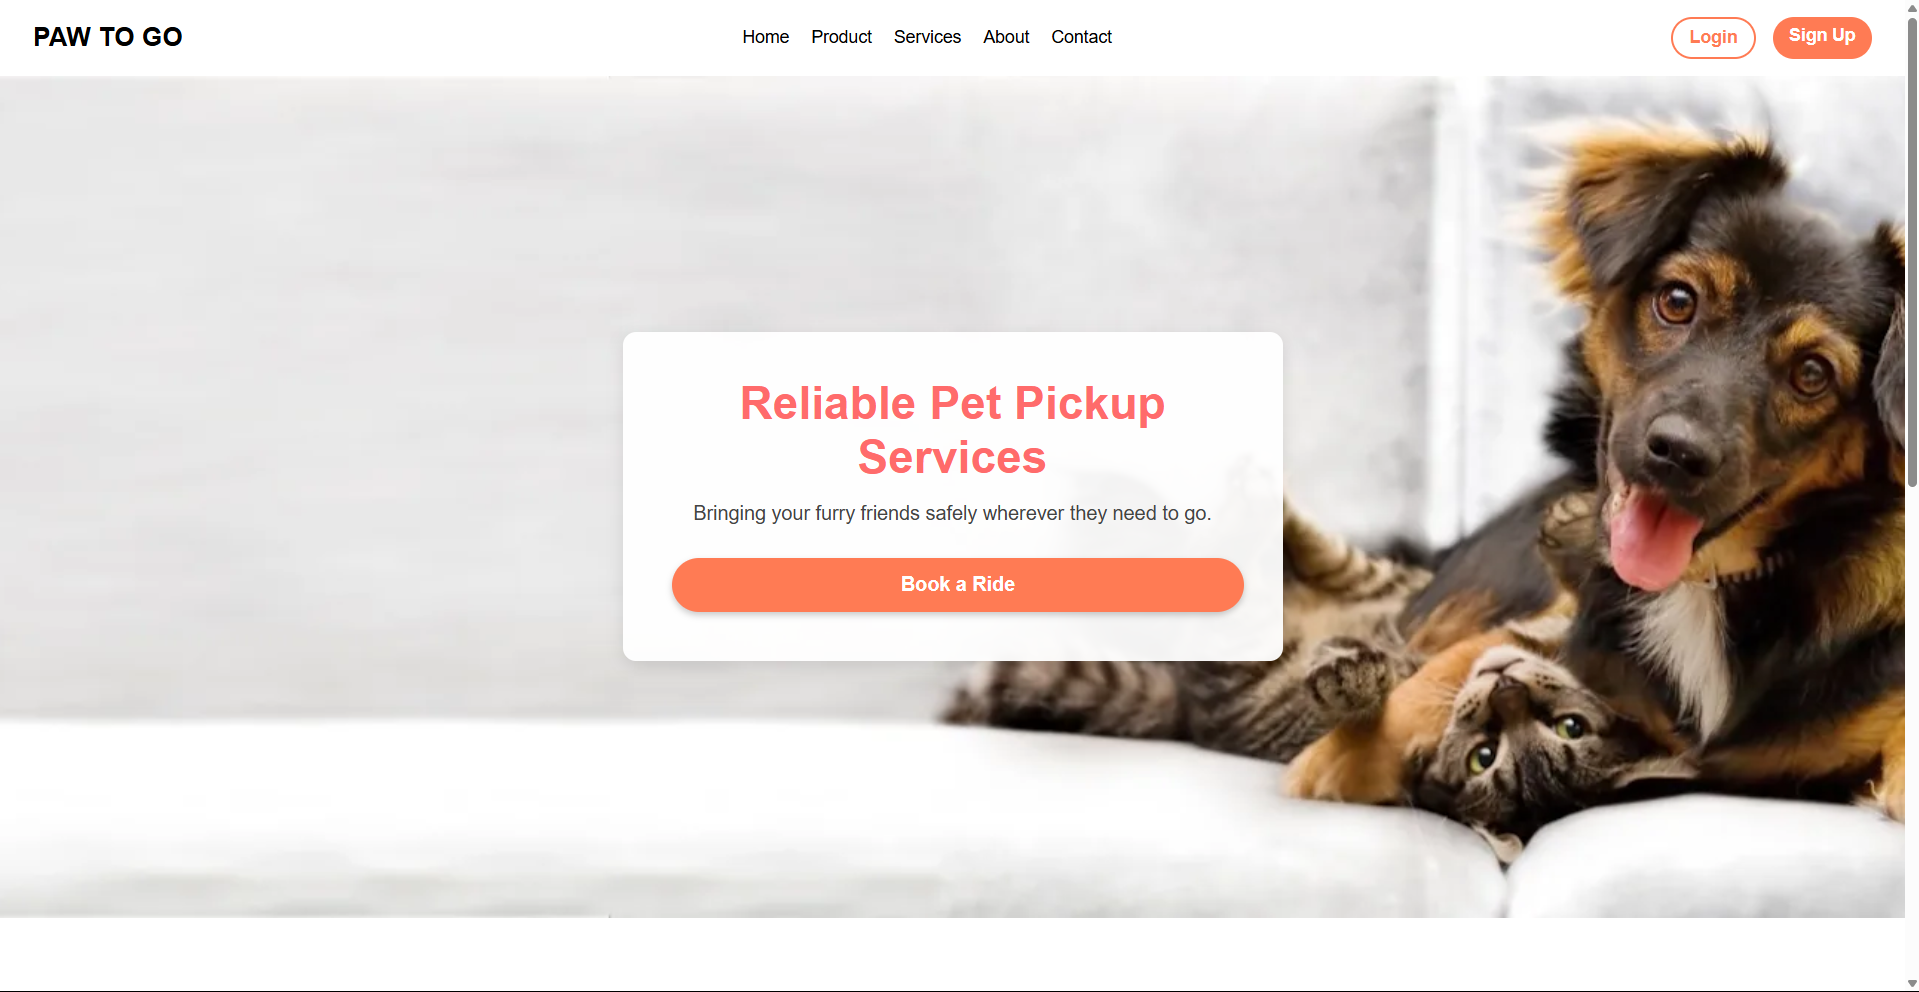 PAW TO GO
Home Product Services About Contact
Login Sign Up
Reliable Pet Pickup
Services
Bringing your furry friends safely wherever they need to go.
Book a Ride